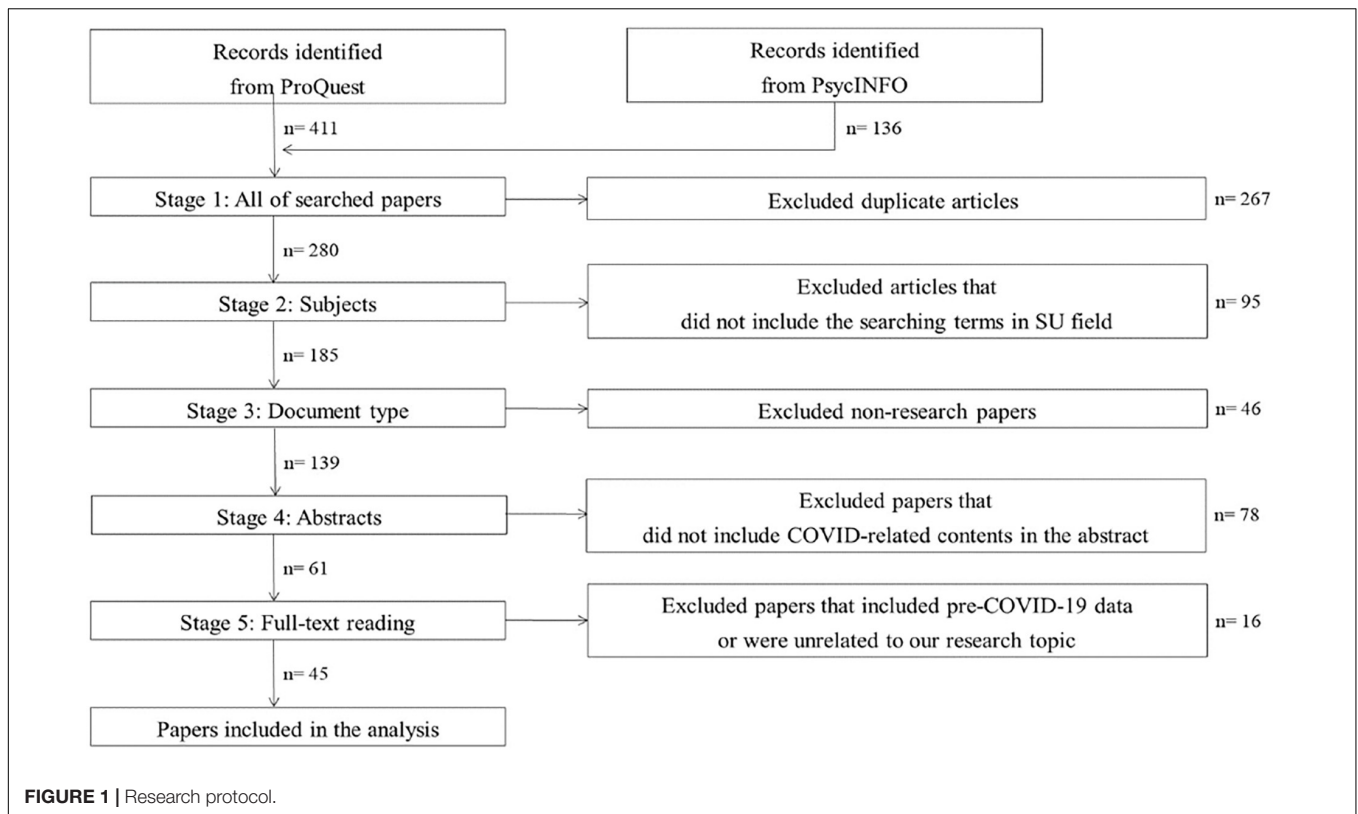 Records identified
from ProQuest
Records identified
from PsycINFO
n= 411
n= 136
Stage 1: All of searched papers
Excluded duplicate articles
n= 267
n= 280
Stage 2: Subjects
Excluded articles that
did not include the searching terms in SU field
n= 95
n= 185
Stage 3: Document type
Excluded non-research papers
n= 46
n= 139
Stage 4: Abstracts
Excluded papers that
did not include COVID-related contents in the abstract
n= 78
n= 61
Stage 5: Full-text reading
Excluded papers that included pre-COVID-19 data
or were unrelated to our research topic
n= 16
n= 45
Papers included in the analysis
FIGURE 1 | Research protocol.